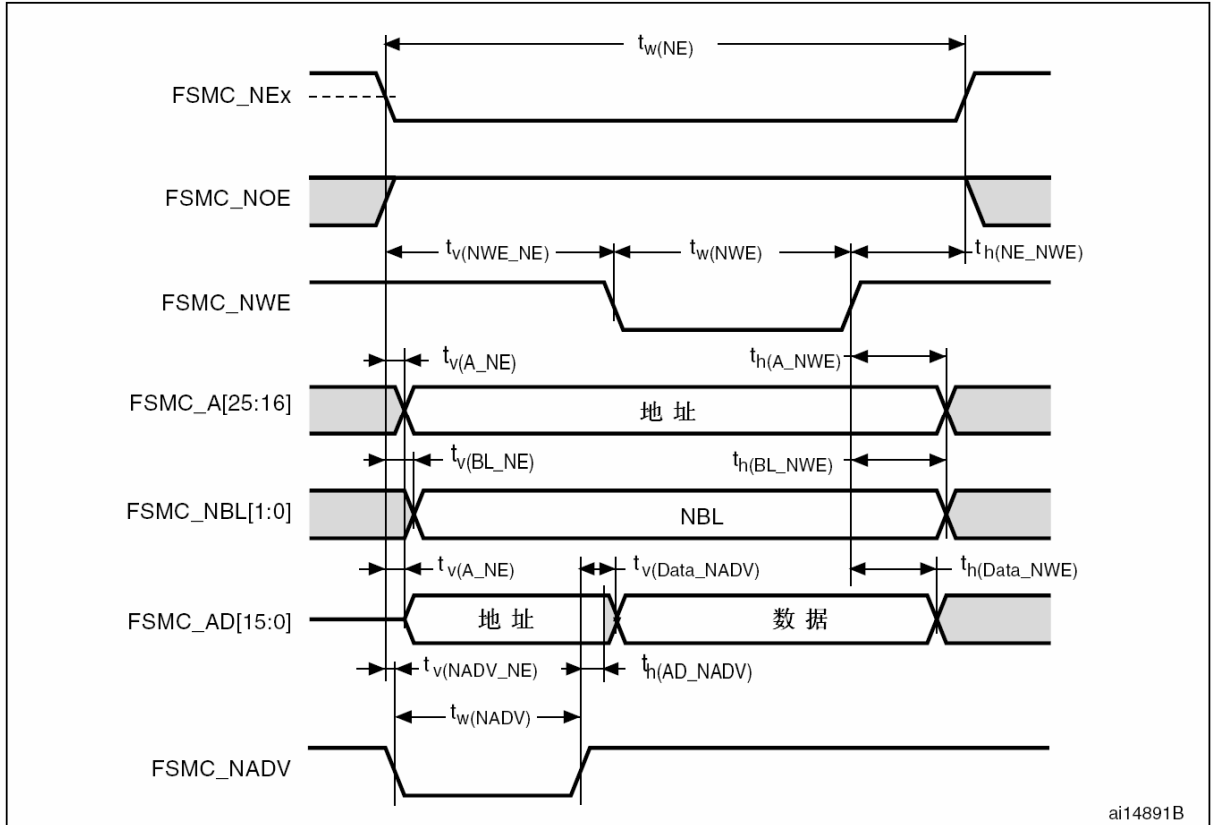 tw(NE)
FSMC_NEx
FSMC_NOE
tv(NWE_NE)
tw(NWE)
th(NE_NWE)
FSMC_NWE
tv(A_NE)
th(A_NWE)
FSMC_A[25:16]
地址
tv(BL_NE)
th(BL_NWE)
FSMC_NBL[1:0]
NBL
tv(A_NE)
tv(Data_NADV)
th(Data_NWE)
FSMC_AD[15:0]
地址
数据
tv(NADV_NE)
th(AD_NADV)
tw(NADV)
FSMC_NADV
ai14891B